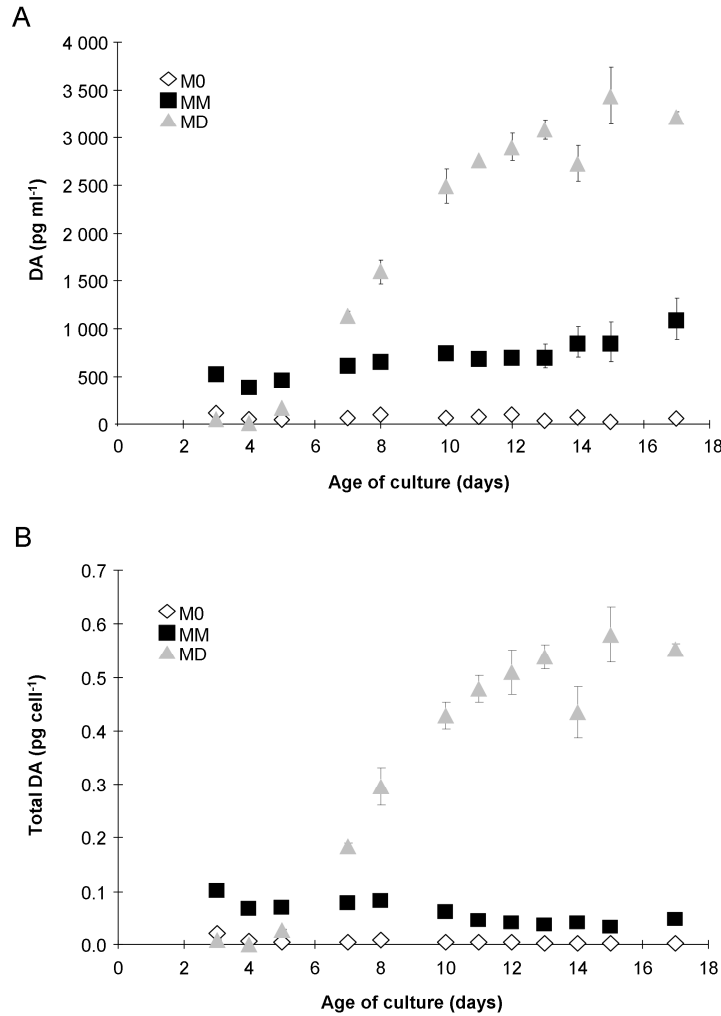 A
4 000
3 500
3 000
2 500
2 000
1 500
1 000
500
0
DA (pg ml-1)
M0
MM
MD
0 2 4 6 8 10 12 14 16 18
Age of culture (days)
B
0.7
0.6
0.5
0.4
0.3
0.2
0.1
0.0
Total DA (pg cell-1)
M0
MM
MD
0 2 4 6 8 10 12 14 16 18
Age of culture (days)